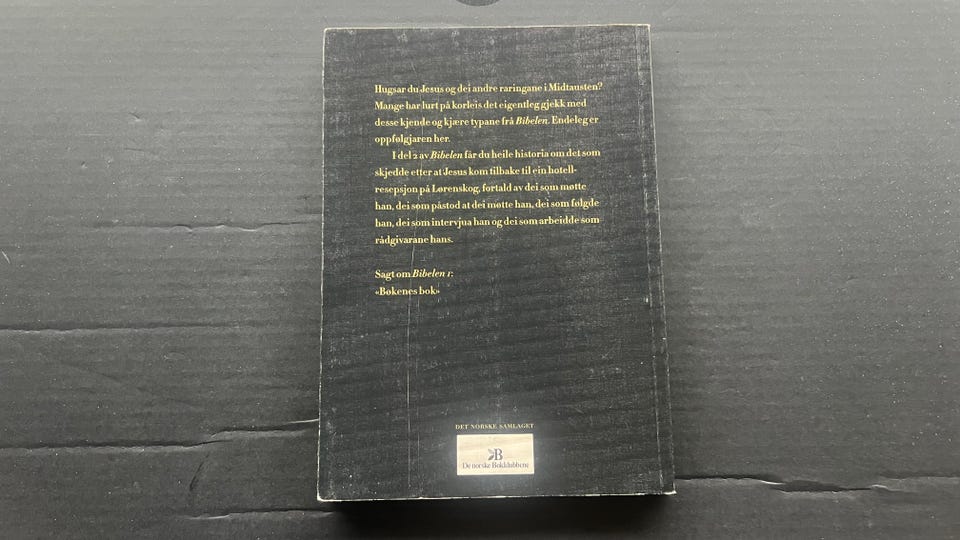 Hugsar du Jesus og dei andre raringane i Midtausten?
Mange har lurt på korleis det eigentleg gjekk med
desse kjende og kjære typane frå Bibelen. Endeleg er
oppfølgjaren her.
I del 2 av Bibelen får du heile historia om det som
skjedde etter at Jesus kom tilbake til ein hotell-
resepsjon på Lørenskog, fortald av dei som møtte
han, dei som påstod at dei møtte han, dei som følgde
han, dei som intervjua han og dei som arbeidde som
rådgivarane hans.
Sagt om Bibelen 1:
«Bøkenes bok»
DET NORSKE SAMLAGET
B
De norske Bokklubbene